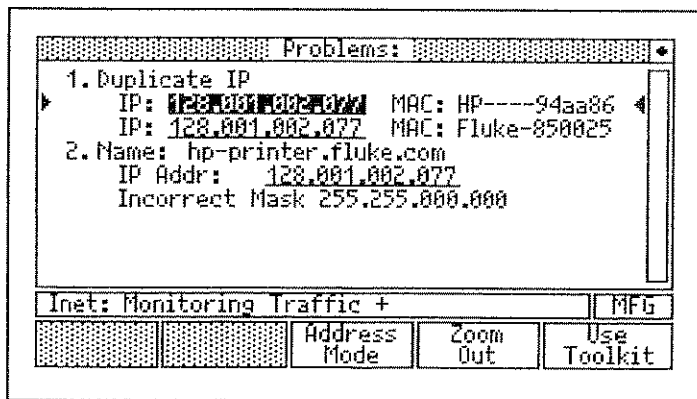 Problems:
1. Duplicate IP
IP: 128.001.002.077 MAC: HP----94aa86
IP: 128.001.002.077 MAC: Fluke-850025
2. Name: hp-printer.fluke.com
IP Addr: 128.001.002.077
Incorrect Mask 255.255.000.000
Inet: Monitoring Traffic + MFG
Address Mode Zoom Out Use Toolkit